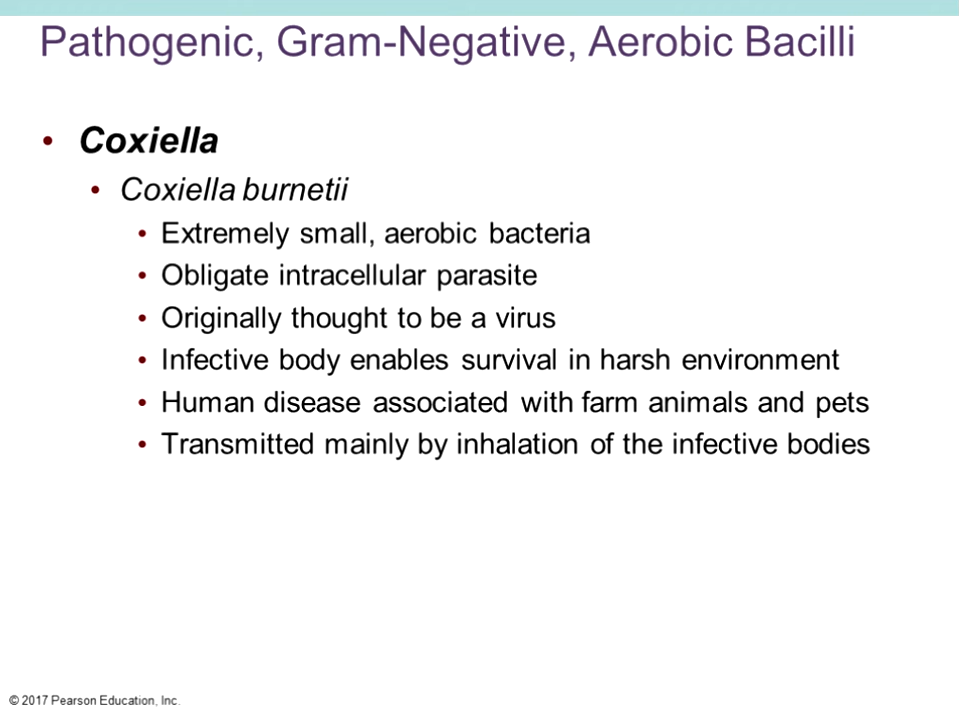 Pathogenic, Gram-Negative, Aerobic Bacilli
• Coxiella
• Coxiella burnetii
• Extremely small, aerobic bacteria
• Obligate intracellular parasite
• Originally thought to be a virus
• Infective body enables survival in harsh environment
• Human disease associated with farm animals and pets
• Transmitted mainly by inhalation of the infective bodies
© 2017 Pearson Education, Inc.